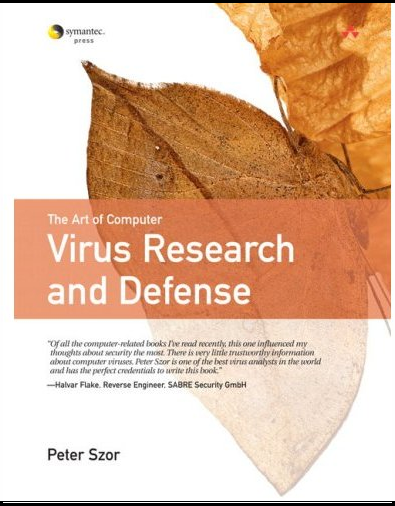 symantec.
press
The Art of Computer
Virus Research
and Defense
"Of all the computer-related books I've read recently, this one influenced my
thoughts about security the most. There is very little trustworthy information
about computer viruses. Peter Szor is one of the best virus analysts in the world
and has the perfect credentials to write this book."
—Halvar Flake, Reverse Engineer, SABRE Security GmbH
Peter Szor